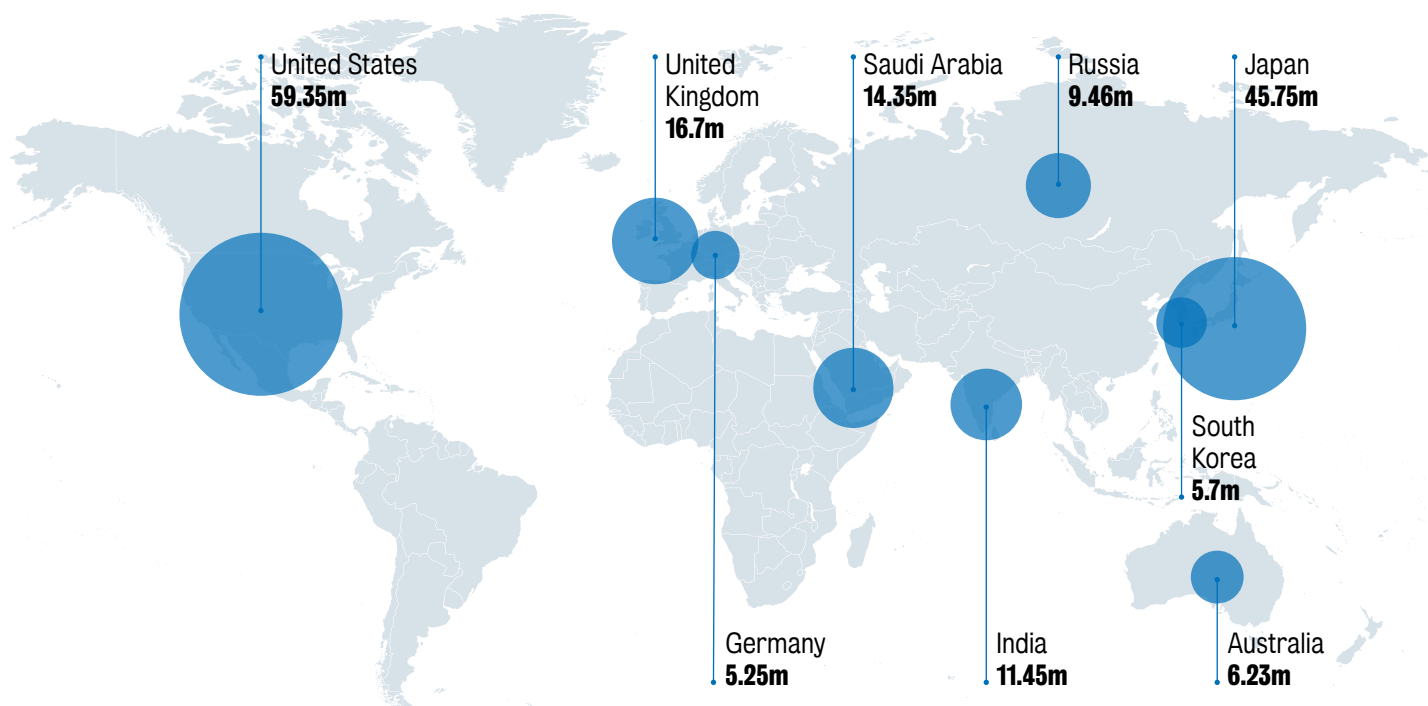 United States
59.35m
United
Kingdom
16.7m
Saudi Arabia
14.35m
Russia
9.46m
Japan
45.75m
South
Korea
5.7m
Germany
5.25m
India
11.45m
Australia
6.23m